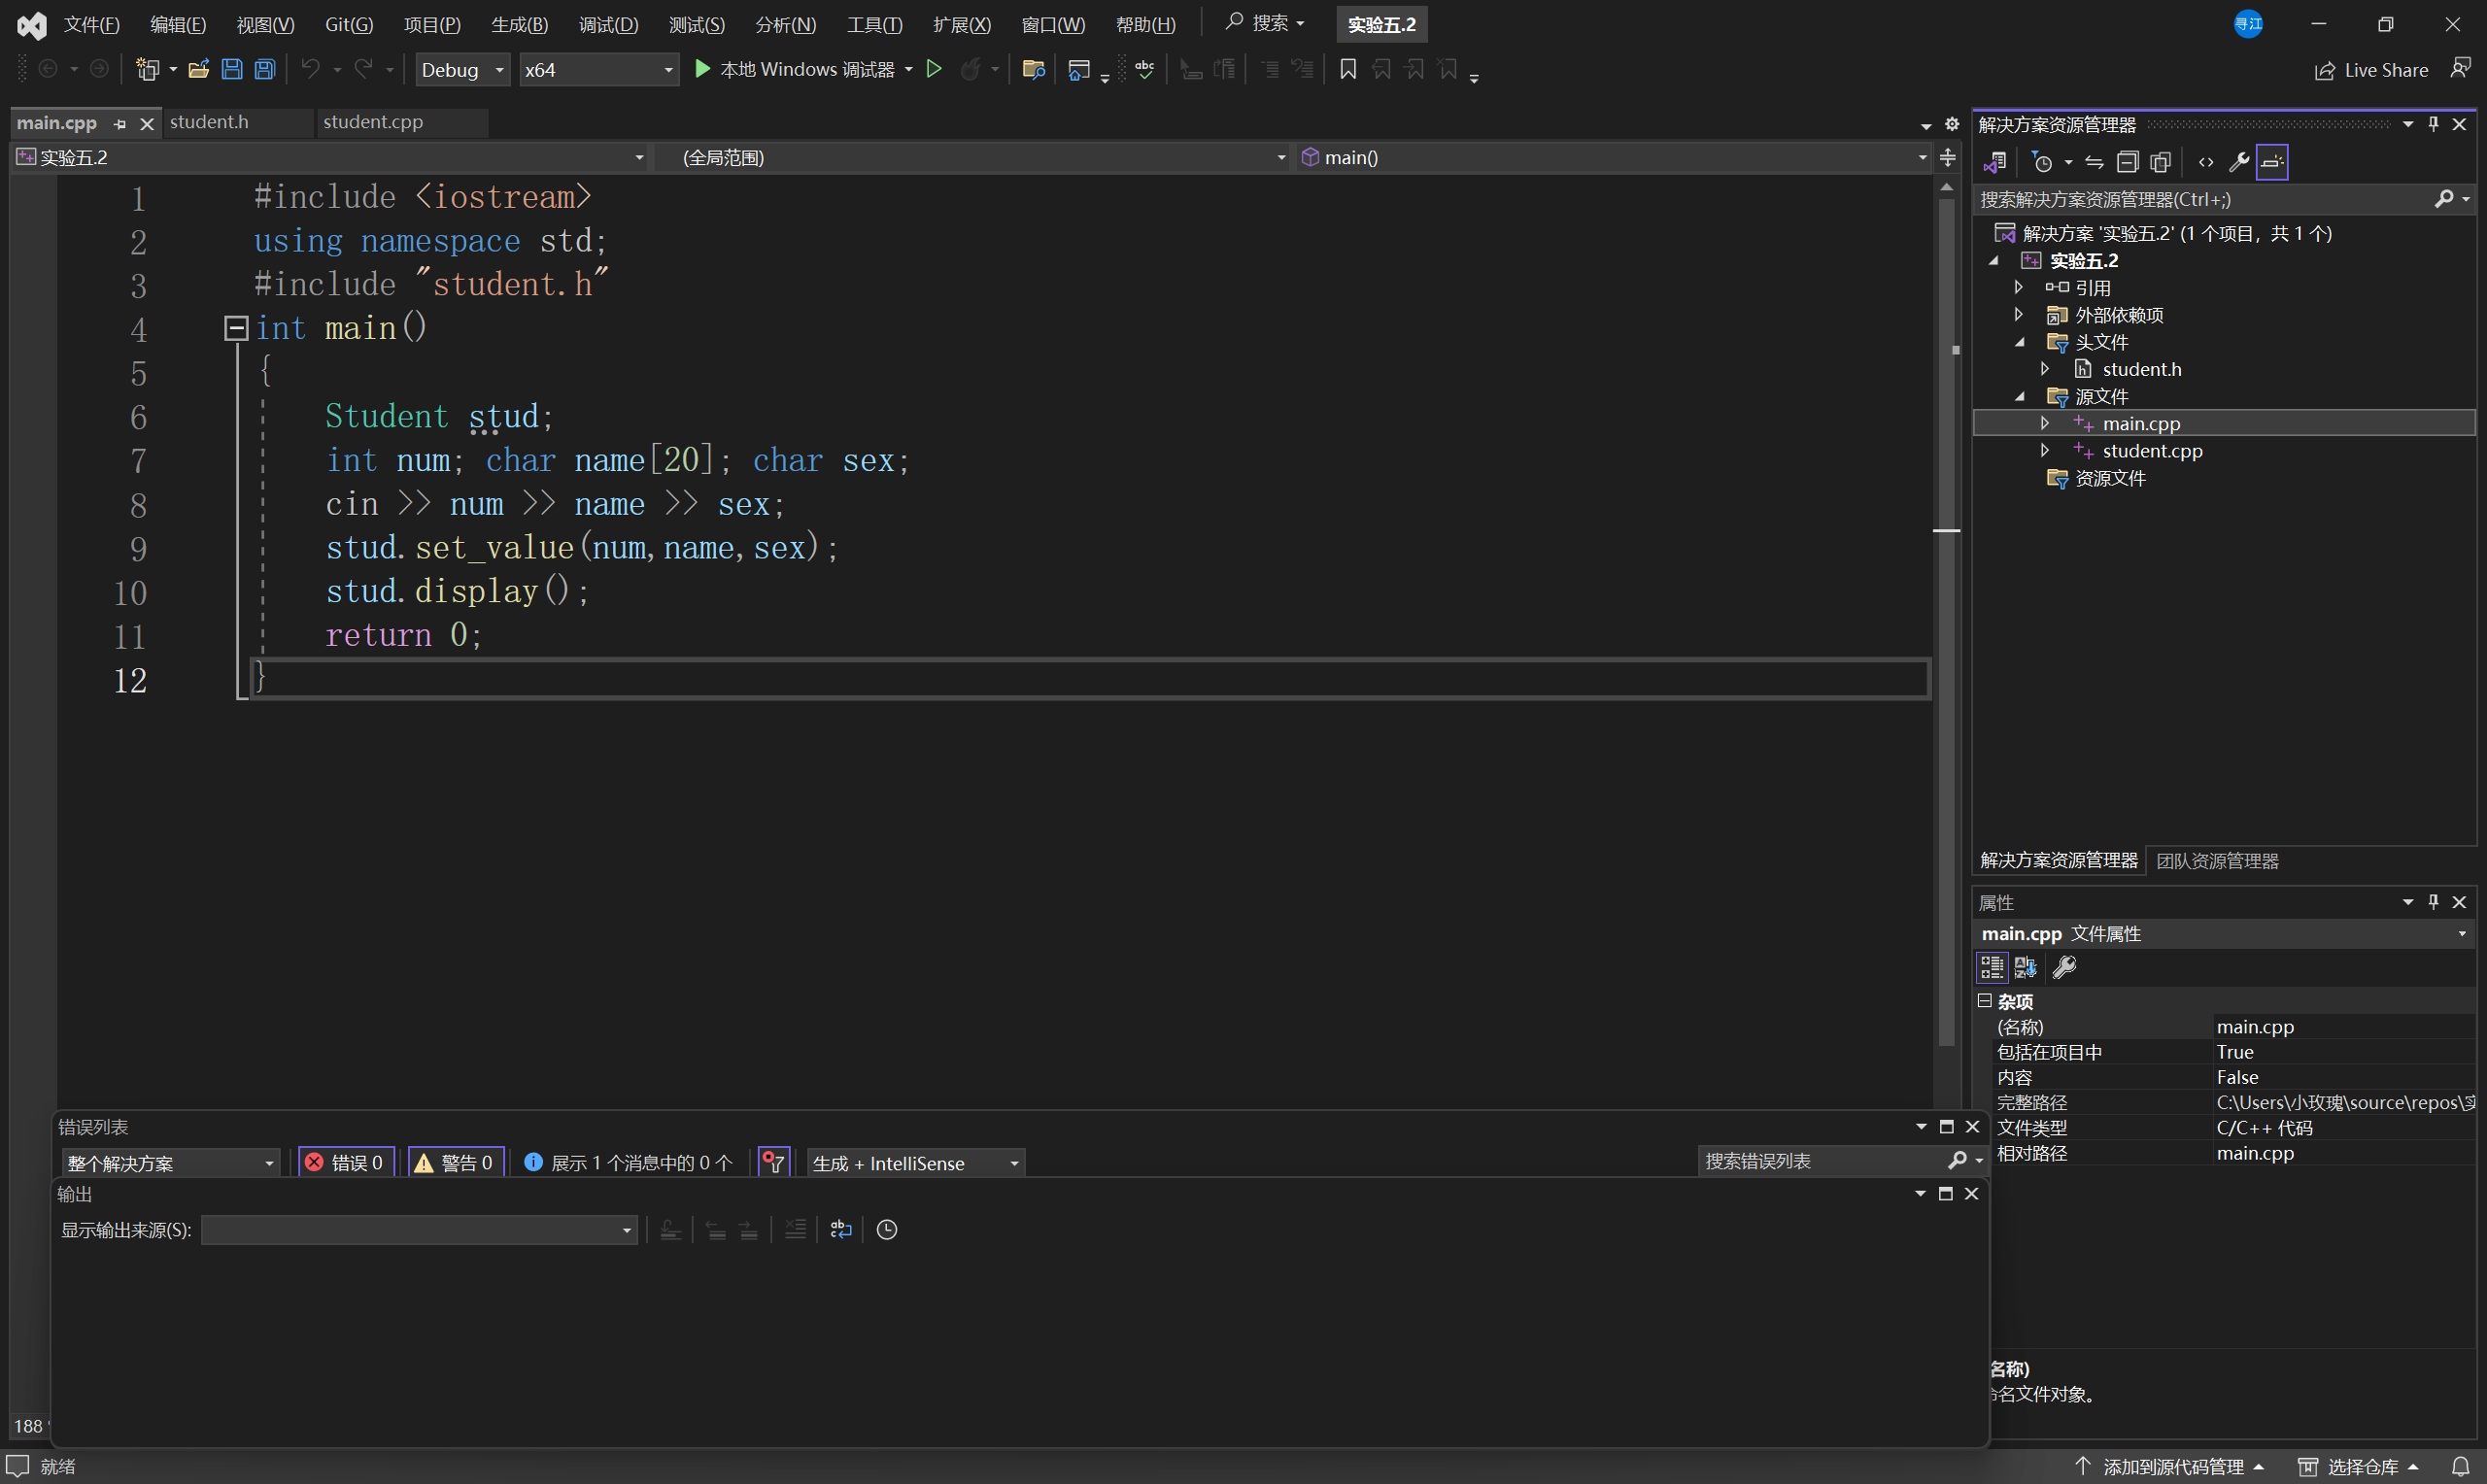 文件(F) 编辑(E) 视图(V) Git(G) 项目(P) 生成(B) 调试(D) 测试(S) 分析(N) 工具(T) 扩展(X) 窗口(W) 帮助(H) 搜索 实验五.2 寻江
Debug x64 本地 Windows 调试器 abc Live Share
main.cpp student.h student.cpp
实验五.2 (全局范围) main()
1 #include <iostream>
2 using namespace std;
3 #include "student.h"
4 int main()
5 {
6 Student stud;
7 int num; char name[20]; char sex;
8 cin >> num >> name >> sex;
9 stud.set_value(num,name,sex);
10 stud.display();
11 return 0;
12 }
188
错误列表
整个解决方案 错误 0 警告 0 展示 1 个消息中的 0 个 生成 + IntelliSense 搜索错误列表
输出
显示输出来源(S):
解决方案资源管理器
搜索解决方案资源管理器(Ctrl+;)
解决方案 '实验五.2' (1 个项目，共 1 个)
实验五.2
引用
外部依赖项
头文件
student.h
源文件
main.cpp
student.cpp
资源文件
解决方案资源管理器 团队资源管理器
属性
main.cpp 文件属性
杂项
(名称) main.cpp
包括在项目中 True
内容 False
完整路径 C:\Users\小玫瑰\source\repos\实
文件类型 C/C++ 代码
相对路径 main.cpp
名称)
名文件对象。
就绪 添加到源代码管理 选择仓库